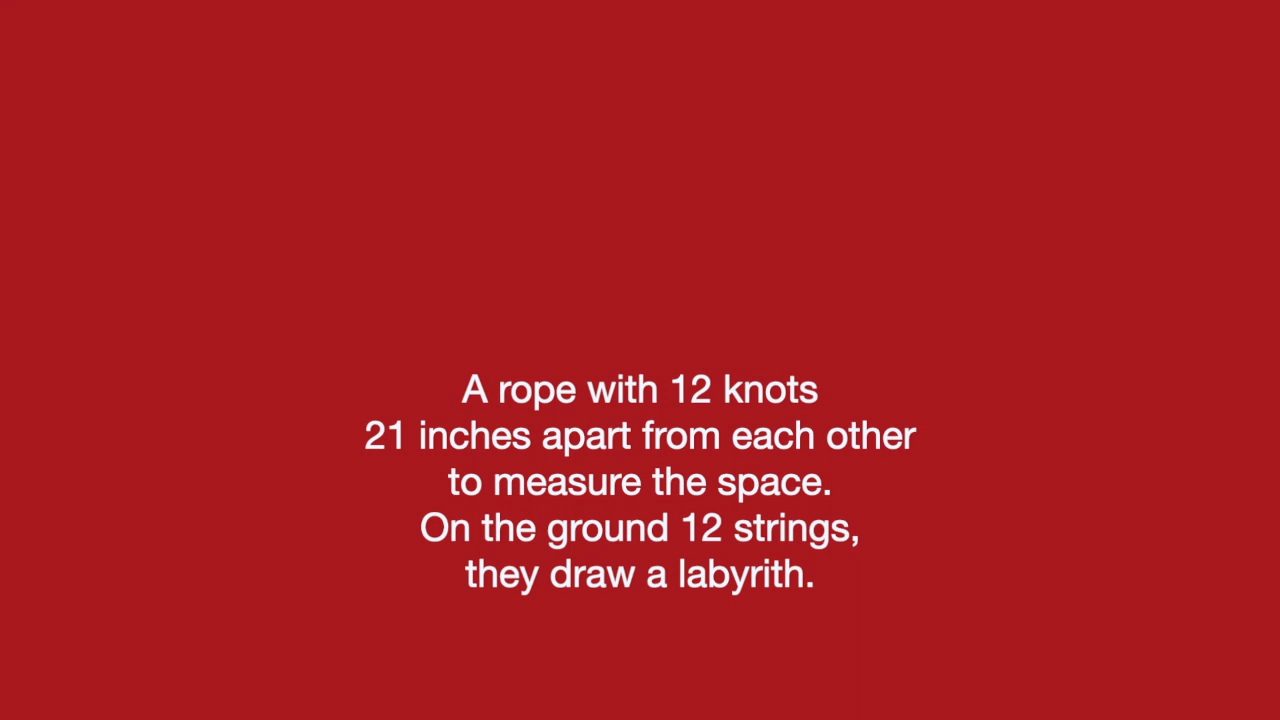 A rope with 12 knots
21 inches apart from each other
to measure the space.
On the ground 12 strings,
they draw a labyrith.